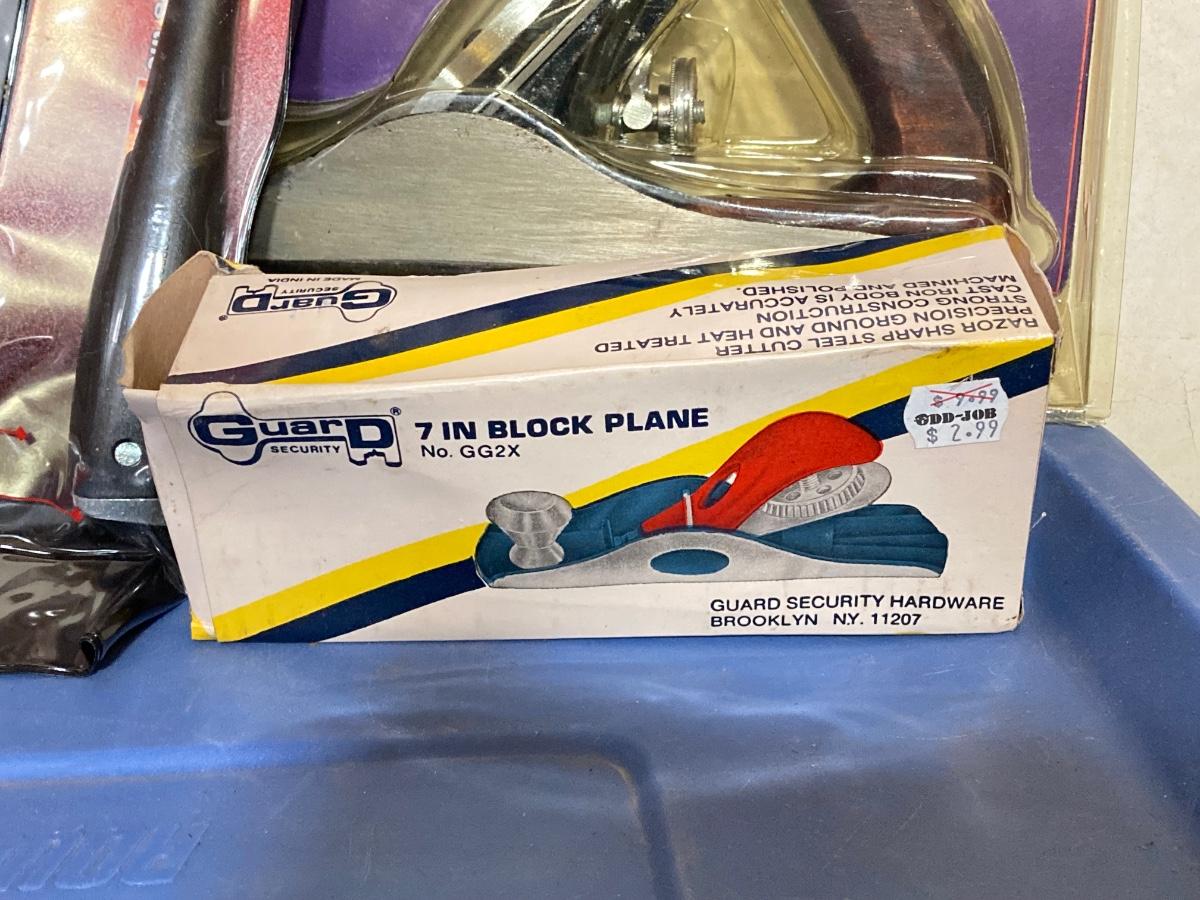 GuarD
SECURITY
MADE IN INDIA
RAZOR SHARP STEEL CUTTER
PRECISION GROUND AND HEAT TREATED
STRONG CONSTRUCTION
CAST IRON BODY IS ACCURATELY
MACHINED AND POLISHED.
GuarD®
SECURITY
7 IN BLOCK PLANE
No. GG2X
$ 9.99
ODD-JOB
$ 2.99
GUARD SECURITY HARDWARE
BROOKLYN NY. 11207